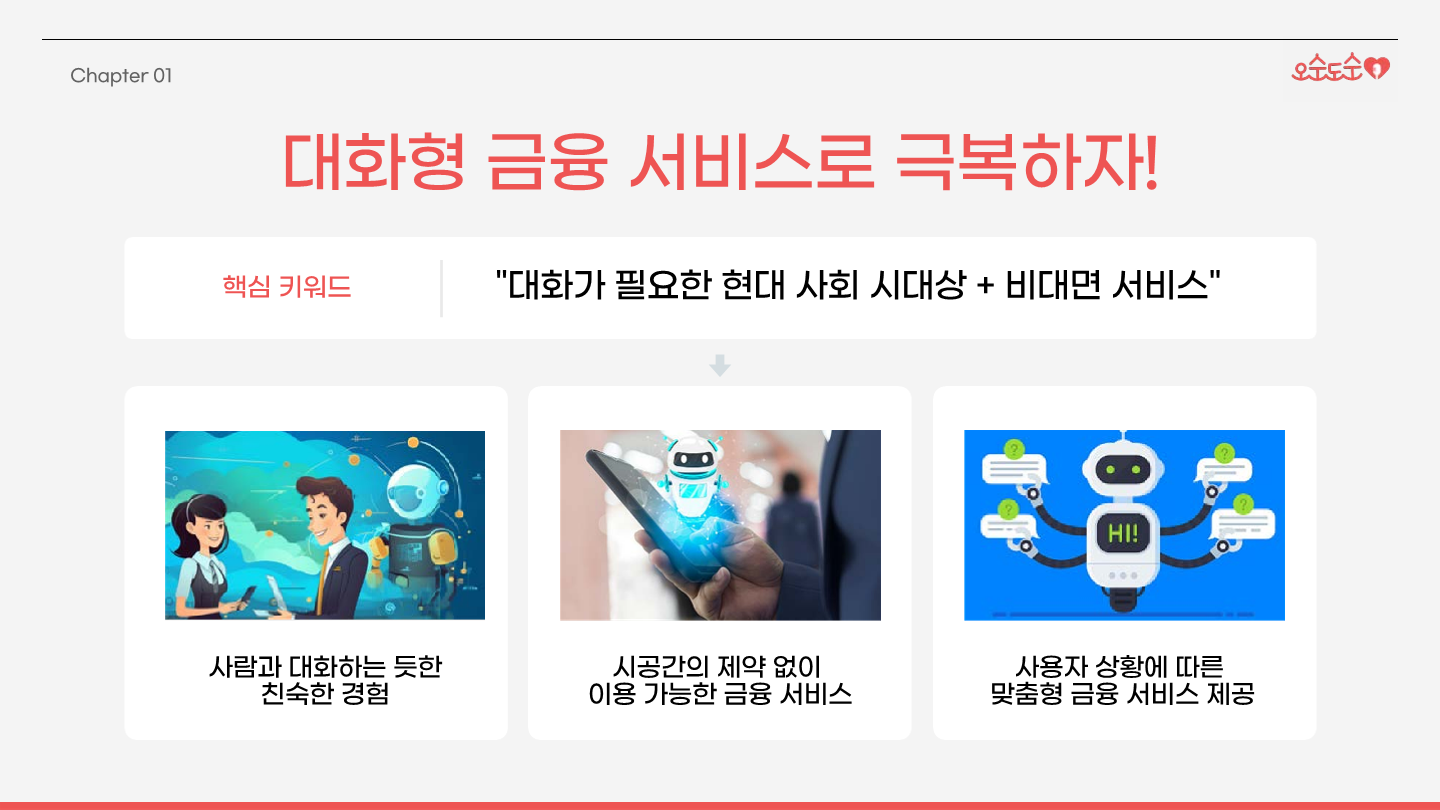 Chapter 01
오순도순
대화형 금융 서비스로 극복하자!
핵심 키워드
"대화가 필요한 현대 사회 시대상 + 비대면 서비스"
?
?
?
?
HI!
사람과 대화하는 듯한
친숙한 경험
시공간의 제약 없이
이용 가능한 금융 서비스
사용자 상황에 따른
맞춤형 금융 서비스 제공